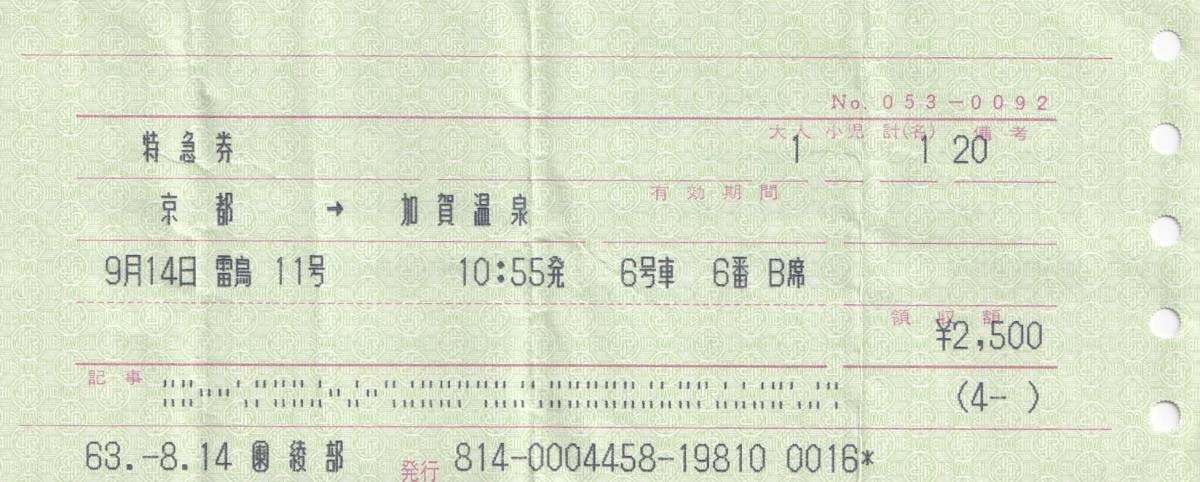 No. 053-0092
大人 小児 計(名) 備考
特急券 1 1 20
有効期間
京都 → 加賀温泉
9月14日 雷鳥 11号 10:55発 6号車 6番 B席
領収額
¥2,500
記事
(4- )
63.-8.14 綾部 発行 814-0004458-19810 0016*